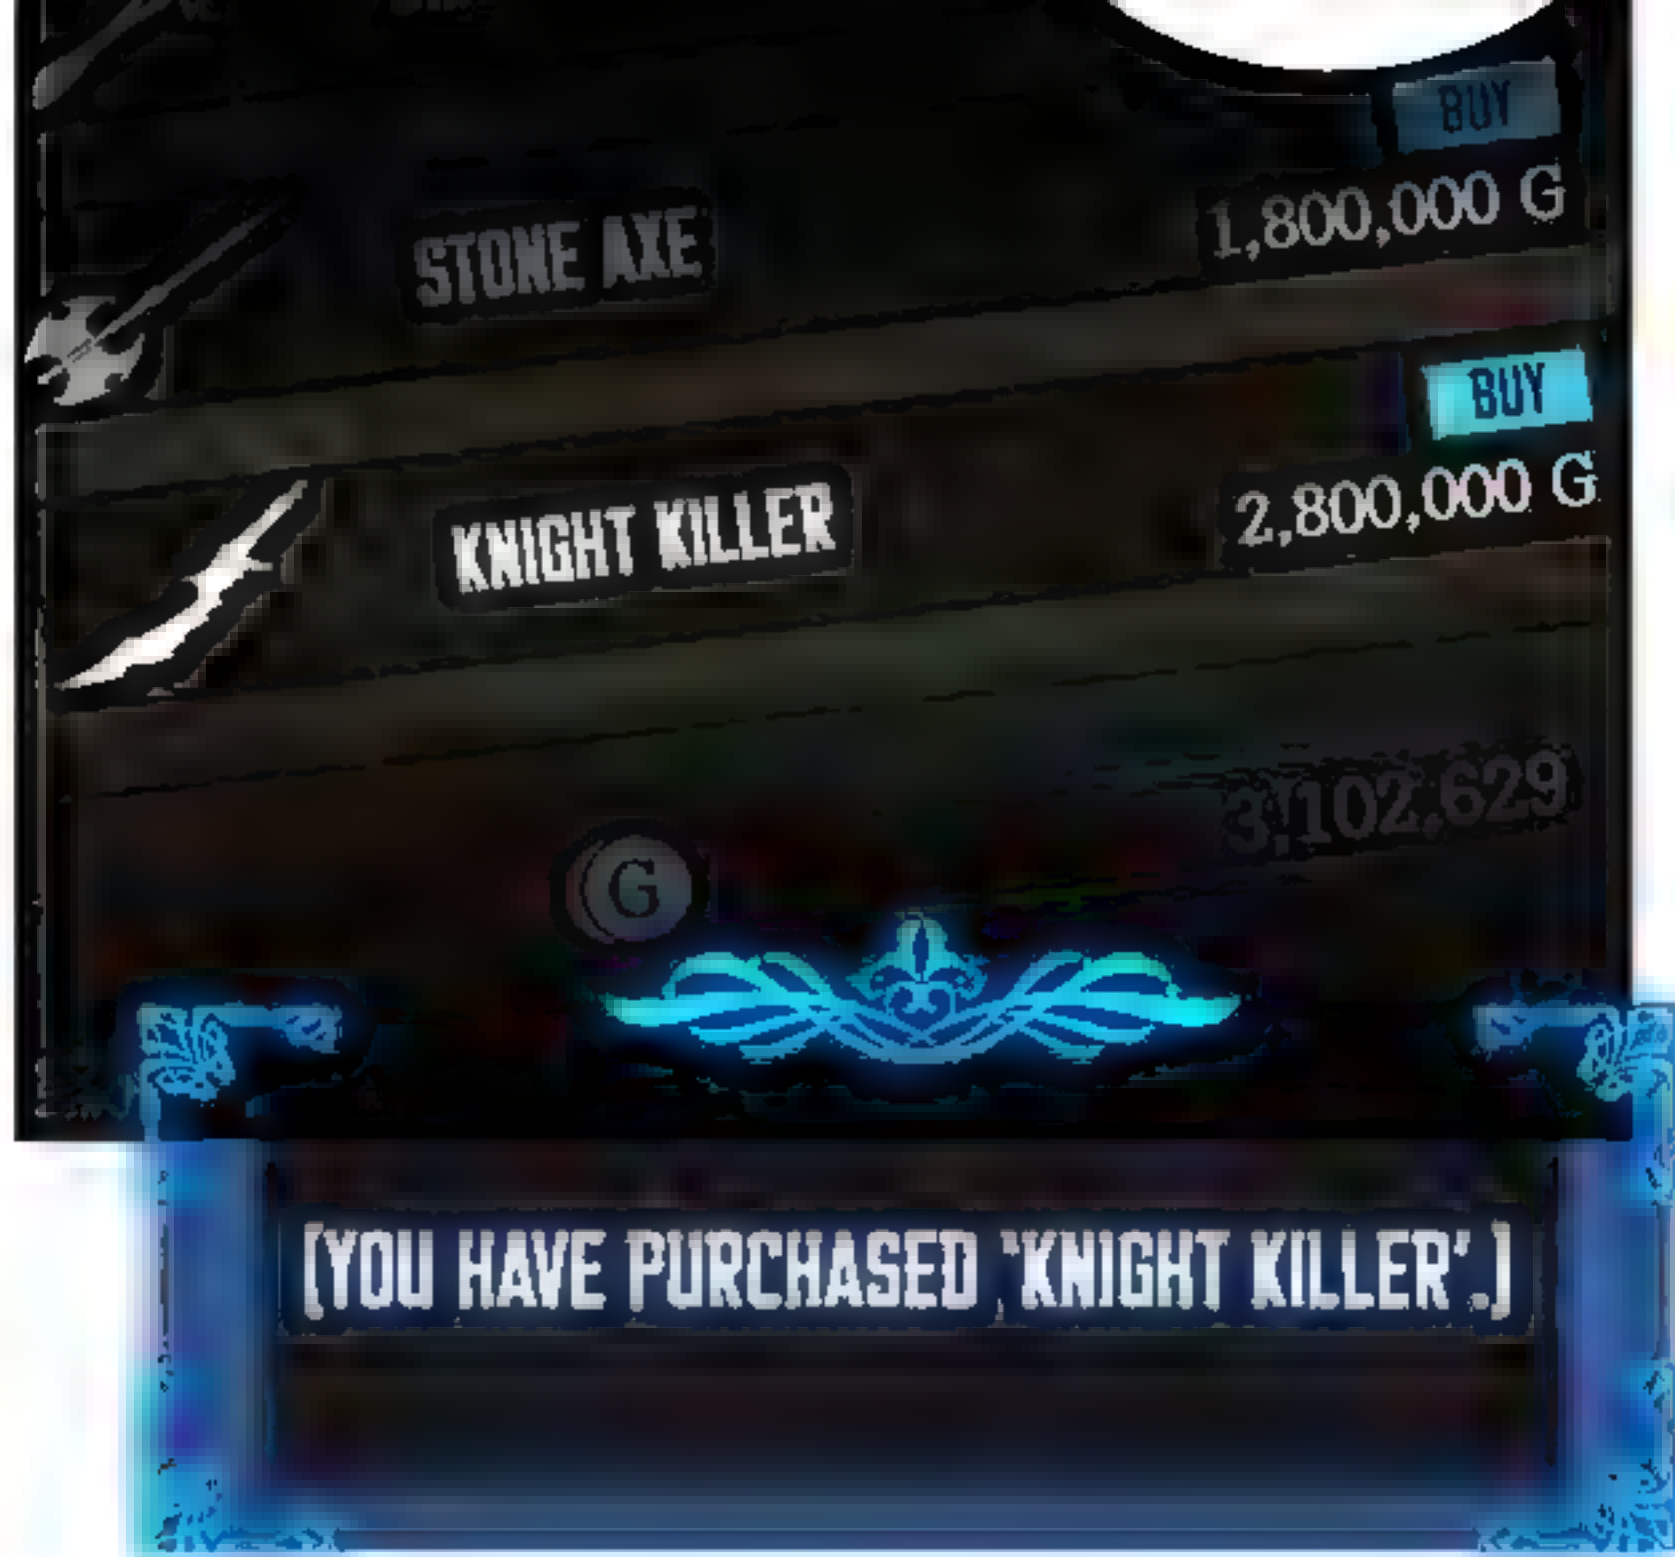 BUY
STONE AXE 1,800,000 G
BUY
KNIGHT KILLER 2,800,000 G
3,102,629
G
[YOU HAVE PURCHASED 'KNIGHT KILLER'.]